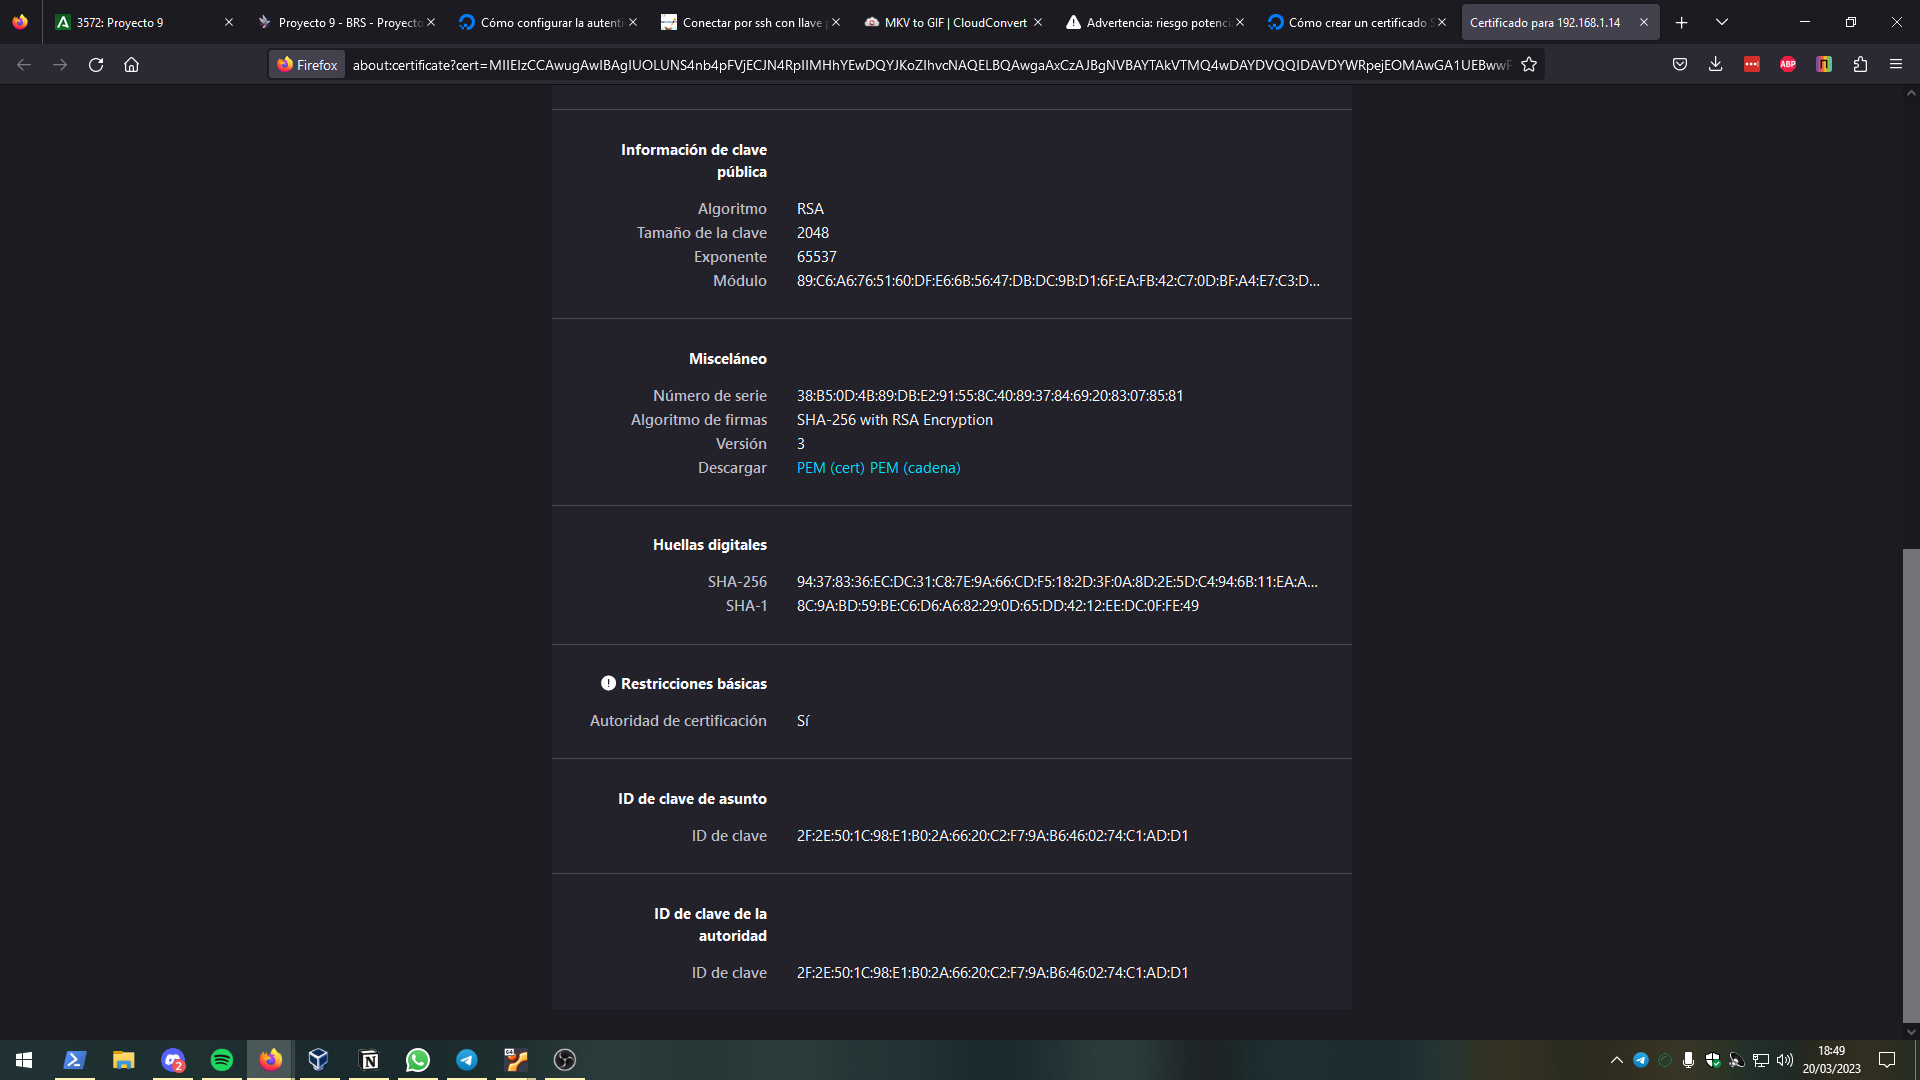 3572: Proyecto 9
Proyecto 9 - BRS - Proyecto
Cómo configurar la autenti
Conectar por ssh con llave p
MKV to GIF | CloudConvert
Advertencia: riesgo potenci
Cómo crear un certificado S
Certificado para 192.168.1.14
Firefox
about:certificate?cert=MIIEIzCCAwugAwIBAgIUOLUNS4nb4pFVjECJN4RpIIMHhYEwDQYJKoZIhvcNAQELBQAwgaAxCzAJBgNVBAYTAkVTMQ4wDAYDVQQIDAVDYWRpejEOMAwGA1UEBwwF
ABP
Información de clave
pública
Algoritmo RSA
Tamaño de la clave 2048
Exponente 65537
Módulo 89:C6:A6:76:51:60:DF:E6:6B:56:47:DB:DC:9B:D1:6F:EA:FB:42:C7:0D:BF:A4:E7:C3:D...
Misceláneo
Número de serie 38:B5:0D:4B:89:DB:E2:91:55:8C:40:89:37:84:69:20:83:07:85:81
Algoritmo de firmas SHA-256 with RSA Encryption
Versión 3
Descargar PEM (cert) PEM (cadena)
Huellas digitales
SHA-256 94:37:83:36:EC:DC:31:C8:7E:9A:66:CD:F5:18:2D:3F:0A:8D:2E:5D:C4:94:6B:11:EA:A...
SHA-1 8C:9A:BD:59:BE:C6:D6:A6:82:29:0D:65:DD:42:12:EE:DC:0F:FE:49
Restricciones básicas
Autoridad de certificación Sí
ID de clave de asunto
ID de clave 2F:2E:50:1C:98:E1:B0:2A:66:20:C2:F7:9A:B6:46:02:74:C1:AD:D1
ID de clave de la
autoridad
ID de clave 2F:2E:50:1C:98:E1:B0:2A:66:20:C2:F7:9A:B6:46:02:74:C1:AD:D1
2
18:49
20/03/2023